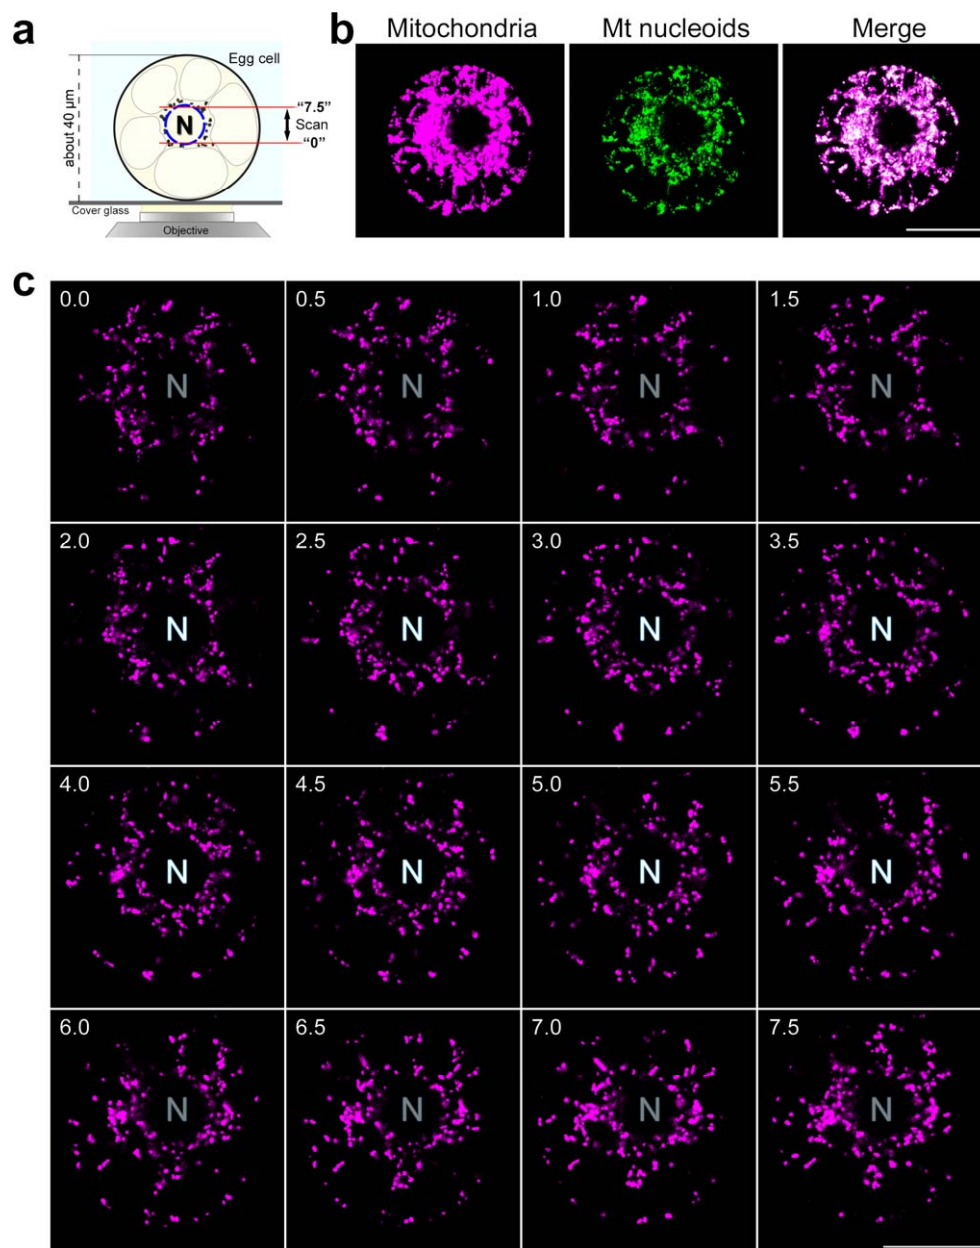 a
Egg cell
about 40 μm
N
“7.5”
Scan
“0”
Cover glass
Objective
b
Mitochondria
Mt nucleoids
Merge
c
0.0
N
0.5
N
1.0
N
1.5
N
2.0
N
2.5
N
3.0
N
3.5
N
4.0
N
4.5
N
5.0
N
5.5
N
6.0
N
6.5
N
7.0
N
7.5
N